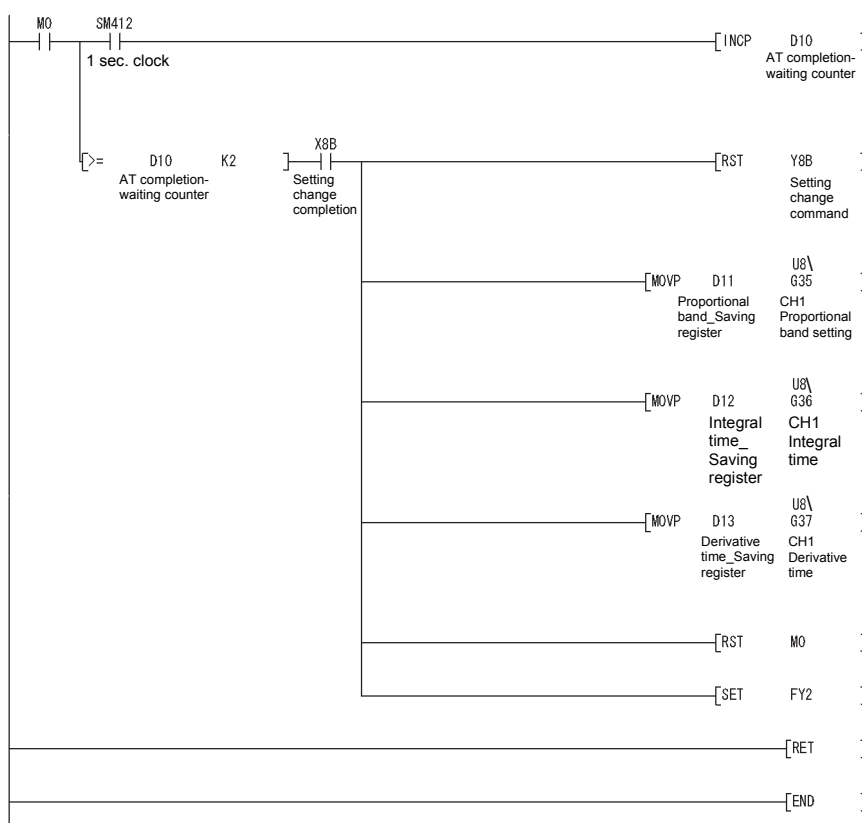 M0 SM412
[INCP D10 ]
1 sec. clock
AT completion-
waiting counter
X8B
[>= D10 K2 ]
[RST Y8B ]
AT completion-
waiting counter
Setting
change
completion
Setting
change
command
U8\
[MOVP D11 G35 ]
Proportional
band_Saving
register
CH1
Proportional
band setting
U8\
[MOVP D12 G36 ]
Integral
time_
Saving
register
CH1
Integral
time
U8\
[MOVP D13 G37 ]
Derivative
time_Saving
register
CH1
Derivative
time
[RST M0 ]
[SET FY2 ]
[RET ]
[END ]